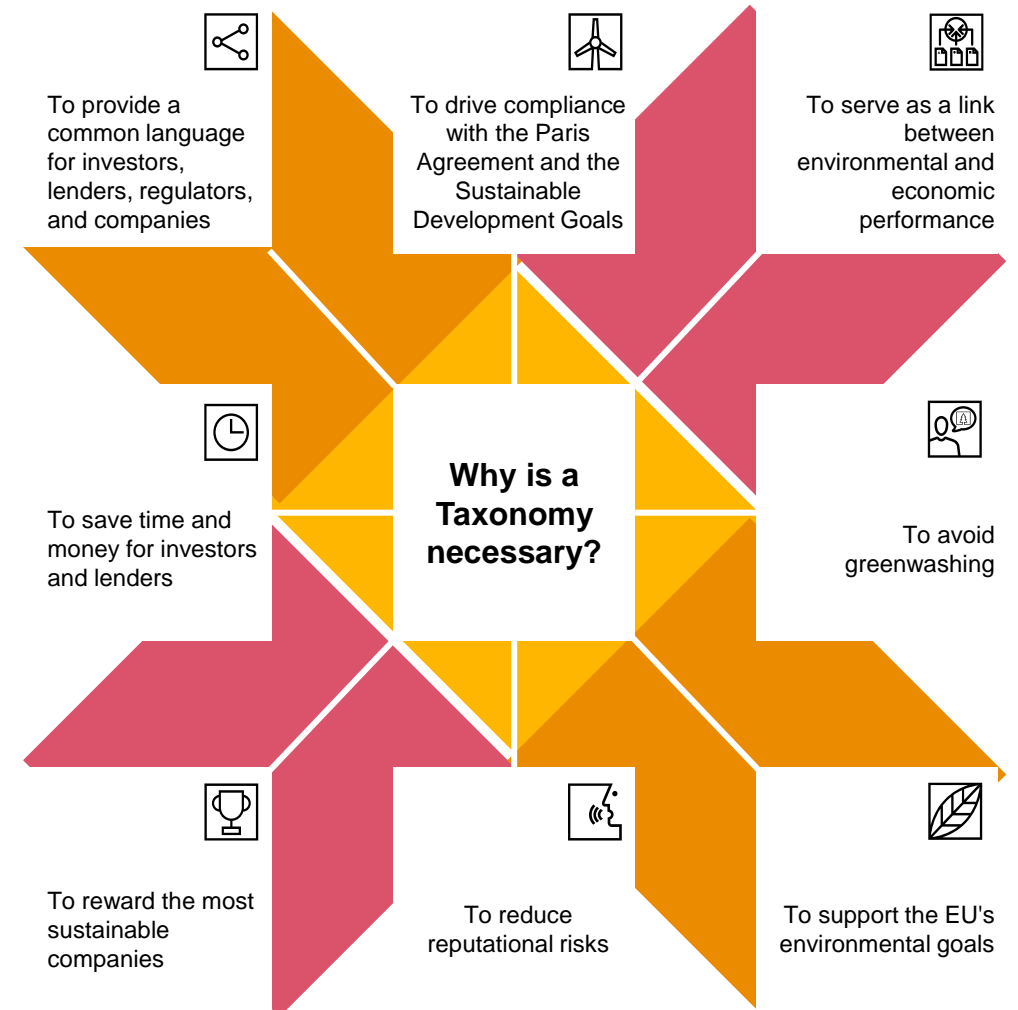 To provide a
common language
for investors,
lenders, regulators,
and companies
To drive compliance
with the Paris
Agreement and the
Sustainable
Development Goals
To serve as a link
between
environmental and
economic
performance
To save time and
money for investors
and lenders
Why is a
Taxonomy
necessary?
To avoid
greenwashing
To reward the most
sustainable
companies
To reduce
reputational risks
To support the EU's
environmental goals